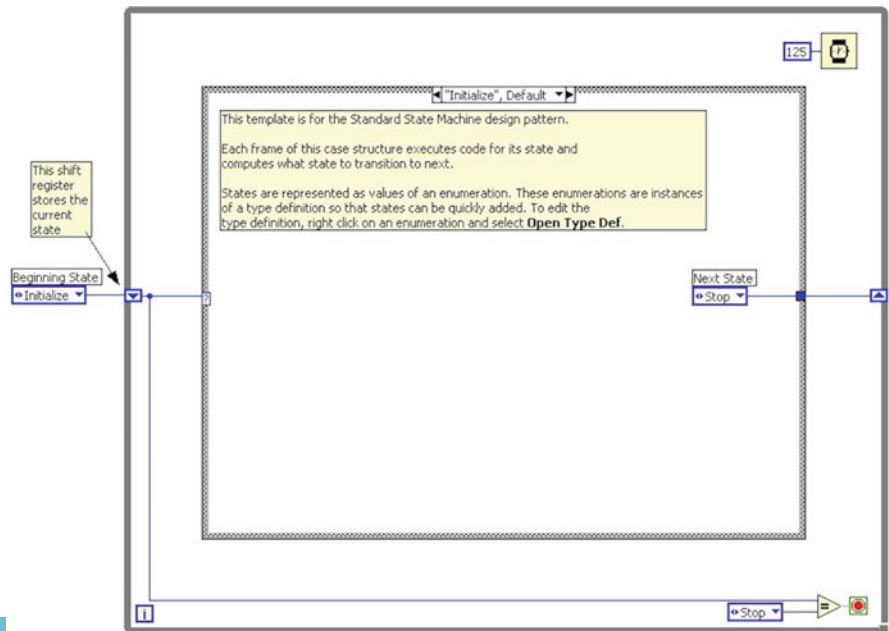 125
"Initialize", Default
This template is for the Standard State Machine design pattern.
Each frame of this case structure executes code for its state and
computes what state to transition to next.
States are represented as values of an enumeration. These enumerations are instances
of a type definition so that states can be quickly added. To edit the
type definition, right click on an enumeration and select Open Type Def.
This shift
register
stores the
current
state
Beginning State
Initialize
?
Next State
Stop
i
Stop
=